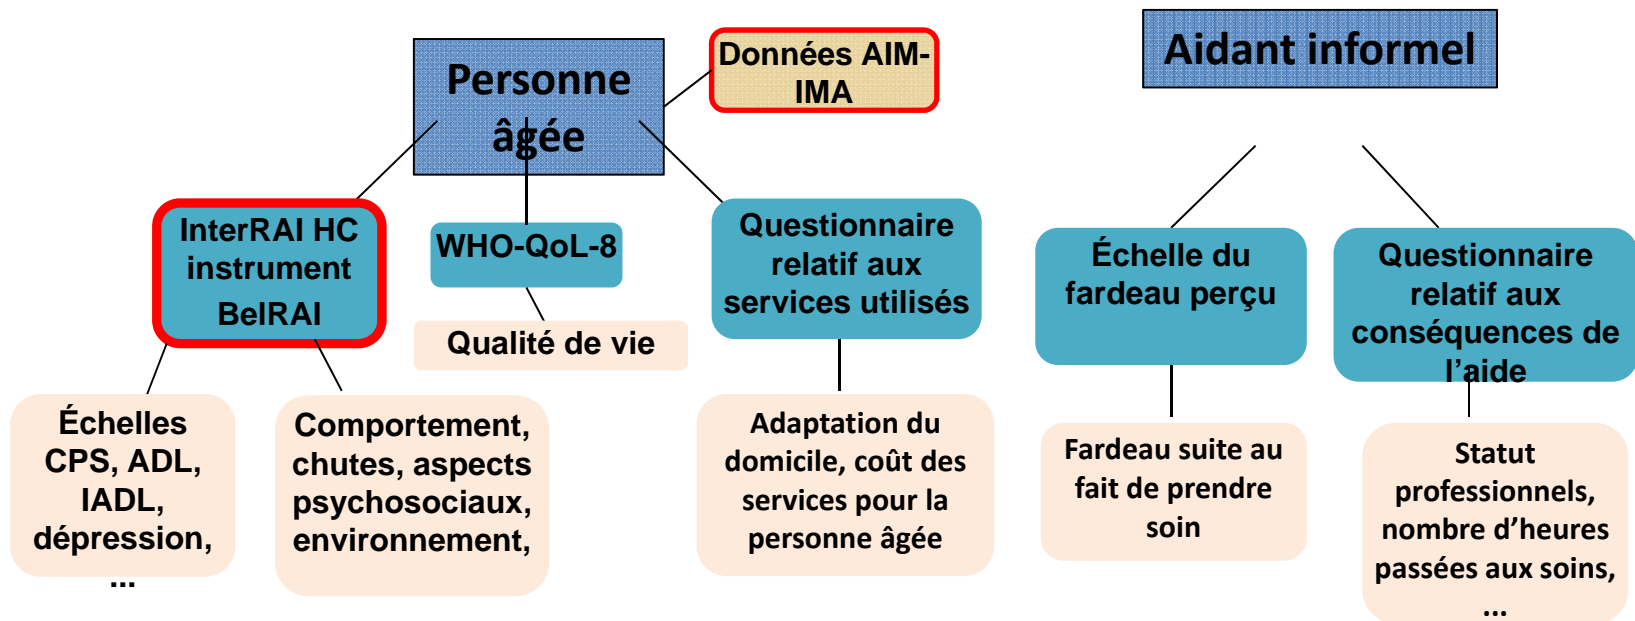 Personne
âgée
Données AIM-
IMA
Aidant informel
InterRAI HC
instrument
BelRAI
WHO-QoL-8
Questionnaire
relatif aux
services utilisés
Échelle du
fardeau perçu
Questionnaire
relatif aux
conséquences de
l’aide
Qualité de vie
Échelles
CPS, ADL,
IADL,
dépression,
...
Comportement,
chutes, aspects
psychosociaux,
environnement,
Adaptation du
domicile, coût des
services pour la
personne âgée
Fardeau suite au
fait de prendre
soin
Statut
professionnels,
nombre d’heures
passées aux soins,
...